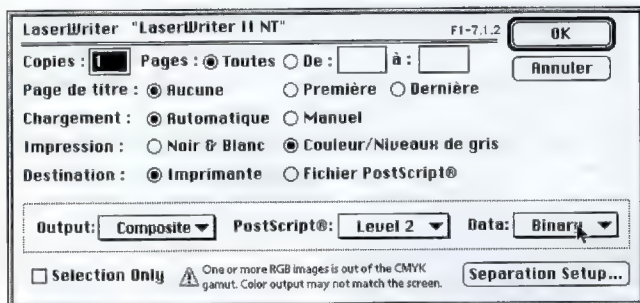 LaserWriter "LaserWriter II NT" F1-7.1.2 OK
Copies : 1 Pages : Toutes De : à : Annuler
Page de titre : Aucune Première Dernière
Chargement : Automatique Manuel
Impression : Noir & Blanc Couleur/Niveaux de gris
Destination : Imprimante Fichier PostScript®
Output: Composite PostScript®: Level 2 Data: Binary
Selection Only One or more RGB images is out of the CMYK gamut. Color output may not match the screen. Separation Setup...